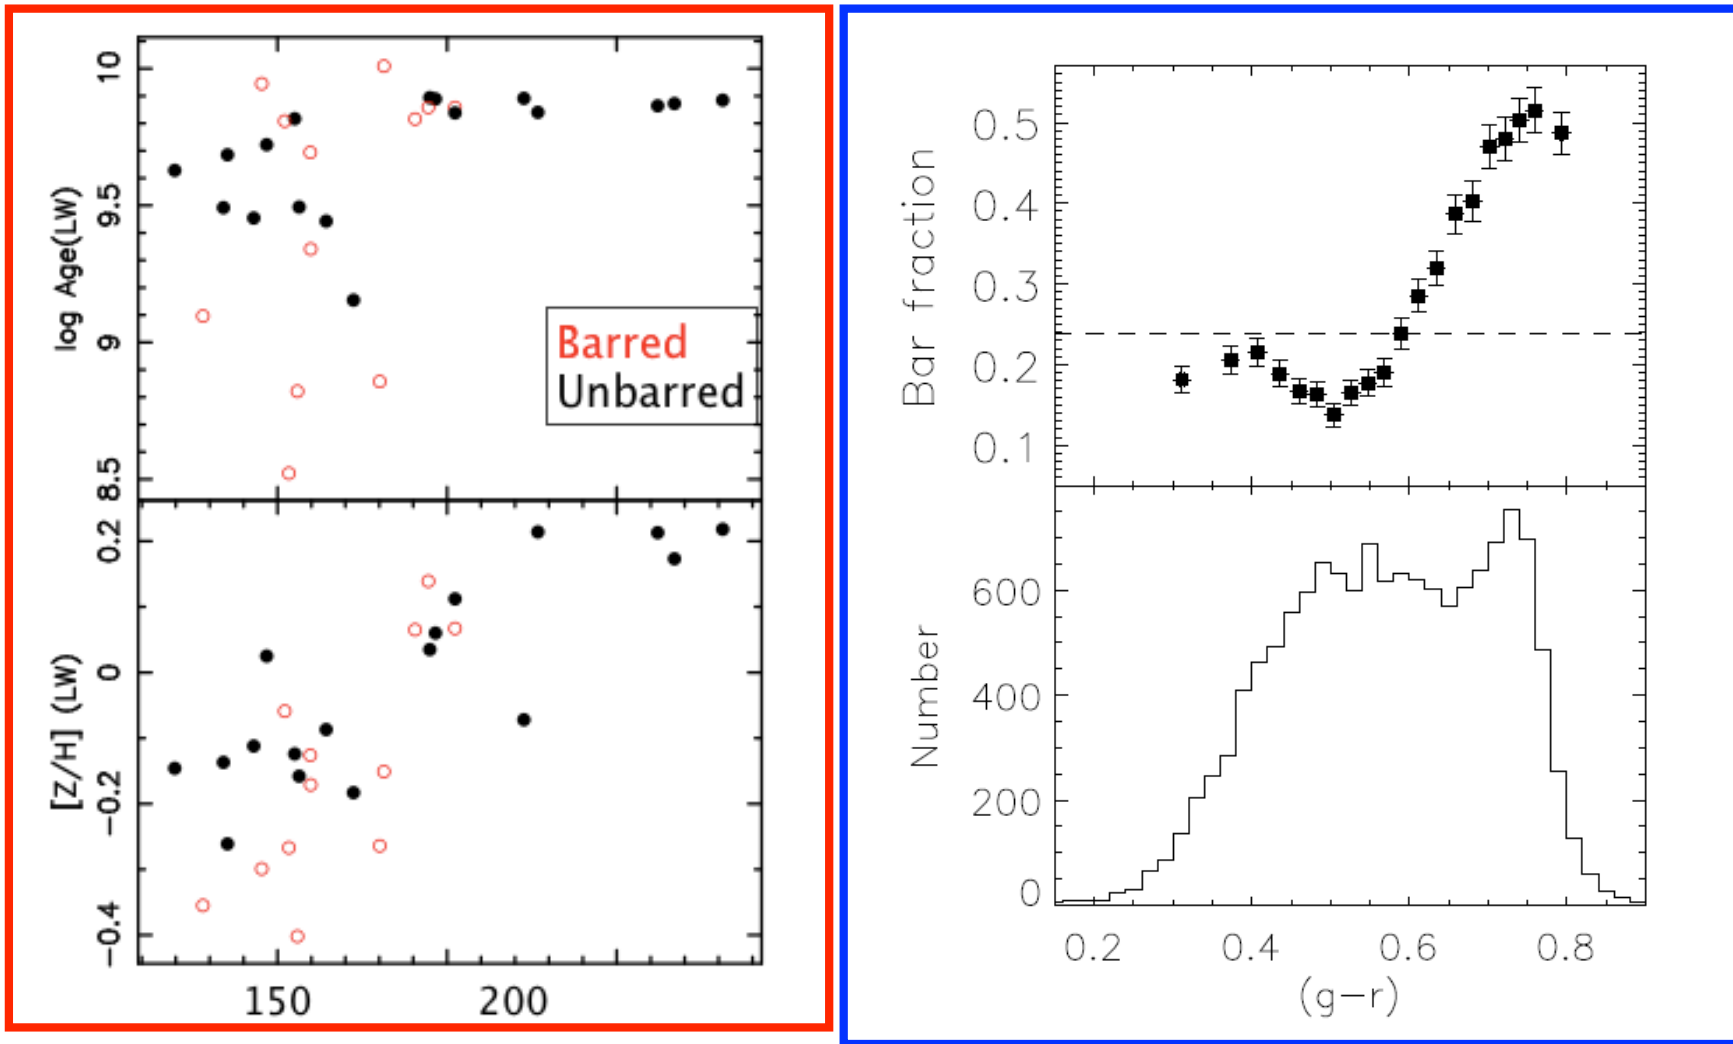 10
9.5
9
8.5
log Age(LW)
Barred
Unbarred
0.2
0
−0.2
−0.4
[Z/H] (LW)
150 200
0.5
0.4
0.3
0.2
0.1
Bar fraction
600
400
200
0
Number
0.2 0.4 0.6 0.8
(g−r)